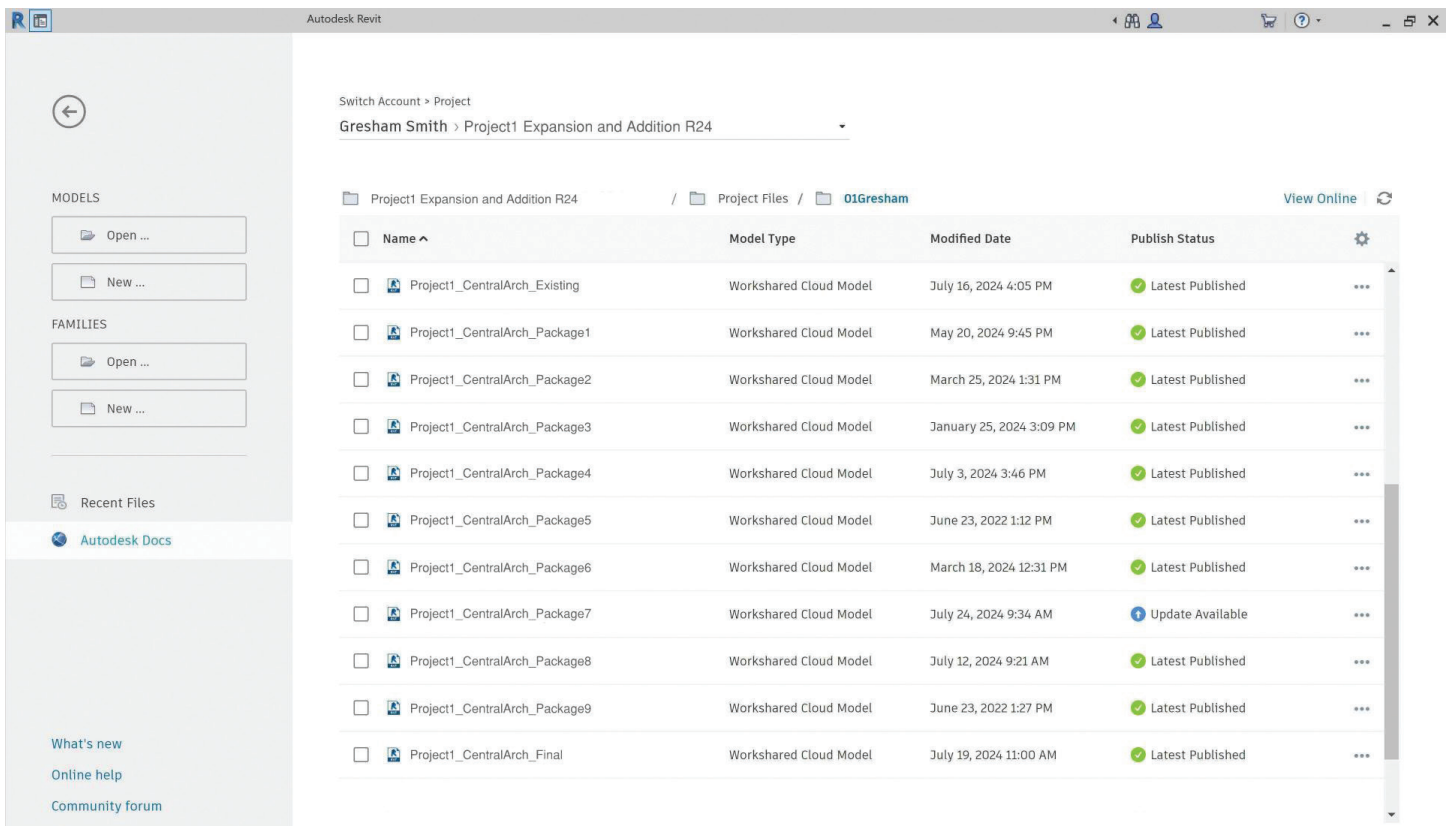 Autodesk Revit
Switch Account > Project
Gresham Smith > Project1 Expansion and Addition R24
MODELS
Open ...
New ...
FAMILIES
Open ...
New ...
Recent Files
Autodesk Docs
What's new
Online help
Community forum
Project1 Expansion and Addition R24 / Project Files / 01Gresham View Online
Name Model Type Modified Date Publish Status
Project1_CentralArch_Existing Workshared Cloud Model July 16, 2024 4:05 PM Latest Published
Project1_CentralArch_Package1 Workshared Cloud Model May 20, 2024 9:45 PM Latest Published
Project1_CentralArch_Package2 Workshared Cloud Model March 25, 2024 1:31 PM Latest Published
Project1_CentralArch_Package3 Workshared Cloud Model January 25, 2024 3:09 PM Latest Published
Project1_CentralArch_Package4 Workshared Cloud Model July 3, 2024 3:46 PM Latest Published
Project1_CentralArch_Package5 Workshared Cloud Model June 23, 2022 1:12 PM Latest Published
Project1_CentralArch_Package6 Workshared Cloud Model March 18, 2024 12:31 PM Latest Published
Project1_CentralArch_Package7 Workshared Cloud Model July 24, 2024 9:34 AM Update Available
Project1_CentralArch_Package8 Workshared Cloud Model July 12, 2024 9:21 AM Latest Published
Project1_CentralArch_Package9 Workshared Cloud Model June 23, 2022 1:27 PM Latest Published
Project1_CentralArch_Final Workshared Cloud Model July 19, 2024 11:00 AM Latest Published